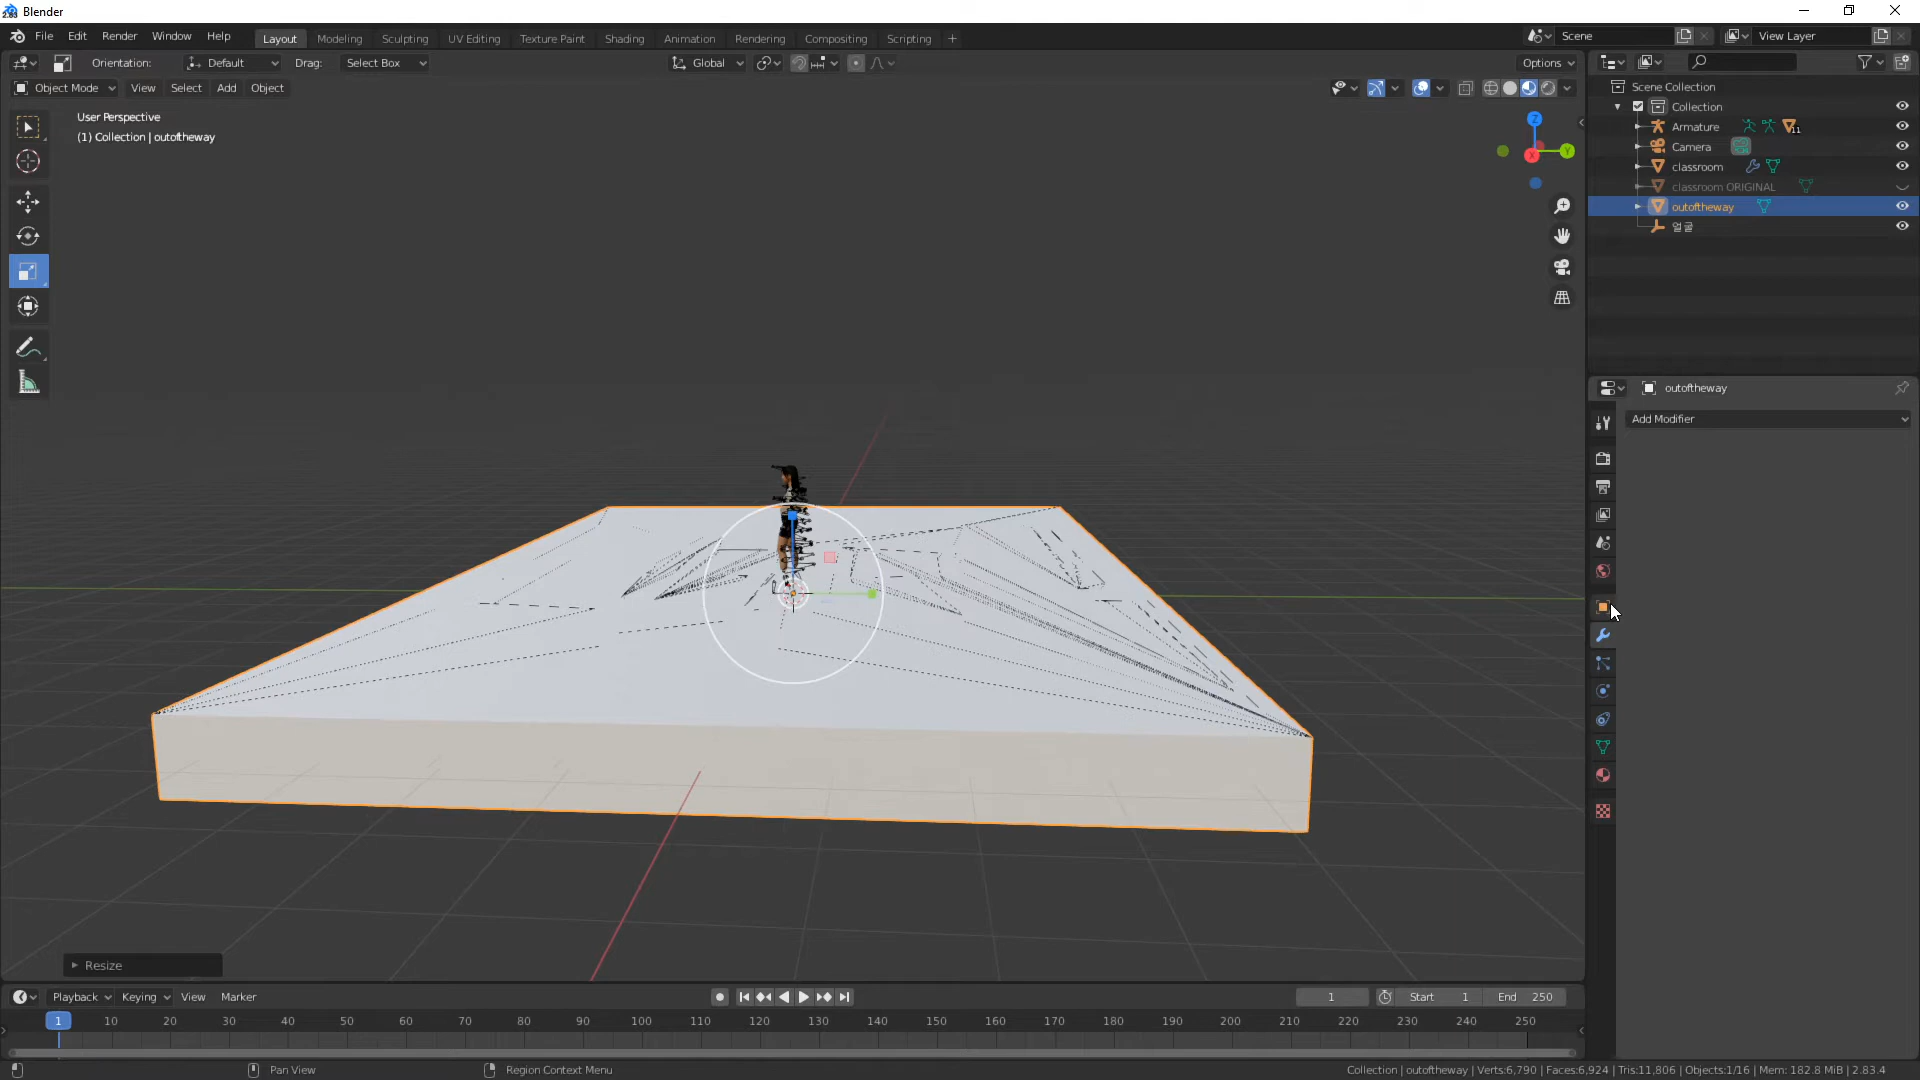 Blender
File Edit Render Window Help Layout Modeling Sculpting UV Editing Texture Paint Shading Animation Rendering Compositing Scripting + Scene View Layer
Orientation: Default Drag: Select Box Global Options
Object Mode View Select Add Object
User Perspective
(1) Collection | outoftheway
Z
Y
X
Scene Collection
Collection
Armature 11
Camera
classroom
classroom ORIGINAL
outoftheway
얼굴
outoftheway
Add Modifier
Resize
Playback Keying View Marker 1 Start 1 End 250
1 10 20 30 40 50 60 70 80 90 100 110 120 130 140 150 160 170 180 190 200 210 220 230 240 250
Pan View Region Context Menu Collection | outoftheway | Verts:6,790 | Faces:6,924 | Tris:11,806 | Objects:1/16 | Mem: 182.8 MiB | 2.83.4